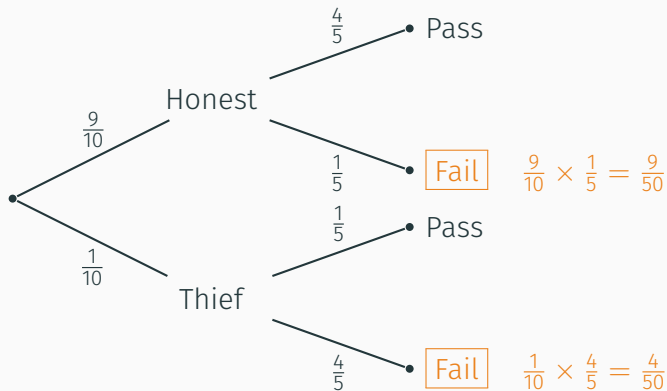 4/5 Pass
Honest
9/10
1/5 Fail 9/10 × 1/5 = 9/50
1/5 Pass
1/10
Thief
4/5 Fail 1/10 × 4/5 = 4/50